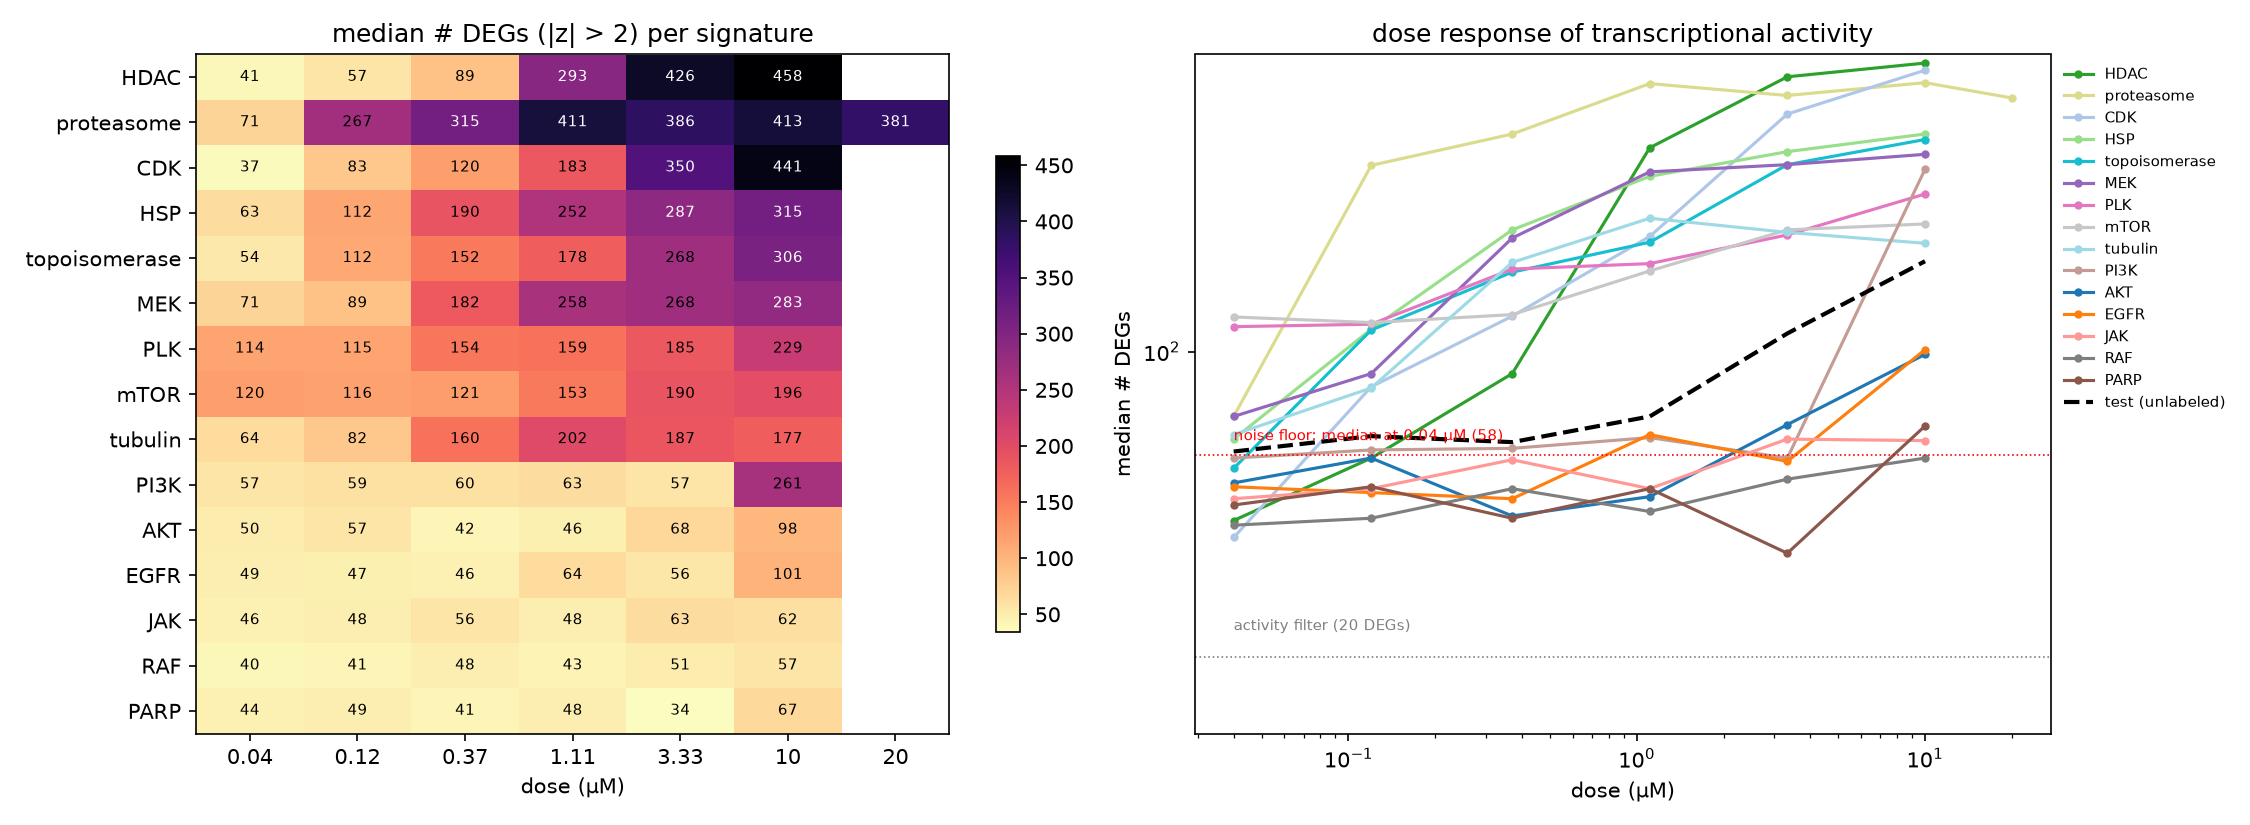 median # DEGs (|z| > 2) per signature
HDAC 41 57 89 293 426 458
proteasome 71 267 315 411 386 413 381
CDK 37 83 120 183 350 441
HSP 63 112 190 252 287 315
topoisomerase 54 112 152 178 268 306
MEK 71 89 182 258 268 283
PLK 114 115 154 159 185 229
mTOR 120 116 121 153 190 196
tubulin 64 82 160 202 187 177
PI3K 57 59 60 63 57 261
AKT 50 57 42 46 68 98
EGFR 49 47 46 64 56 101
JAK 46 48 56 48 63 62
RAF 40 41 48 43 51 57
PARP 44 49 41 48 34 67
0.04 0.12 0.37 1.11 3.33 10 20
dose (μM)
450
400
350
300
250
200
150
100
50
dose response of transcriptional activity
median # DEGs
10²
noise floor: median at 0.04 μM (58)
activity filter (20 DEGs)
10⁻¹ 10⁰ 10¹
dose (μM)
HDAC
proteasome
CDK
HSP
topoisomerase
MEK
PLK
mTOR
tubulin
PI3K
AKT
EGFR
JAK
RAF
PARP
test (unlabeled)